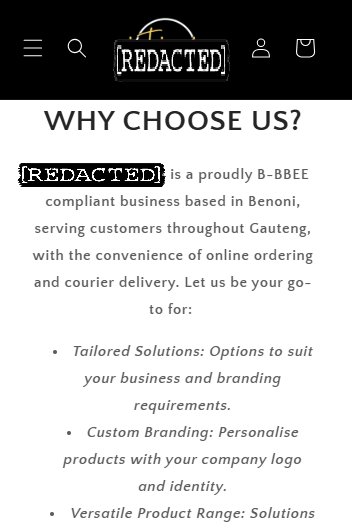 [REDACTED]
WHY CHOOSE US?
[REDACTED] is a proudly B-BBEE
compliant business based in Benoni,
serving customers throughout Gauteng,
with the convenience of online ordering
and courier delivery. Let us be your go-
to for:
• Tailored Solutions: Options to suit
your business and branding
requirements.
• Custom Branding: Personalise
products with your company logo
and identity.
• Versatile Product Range: Solutions